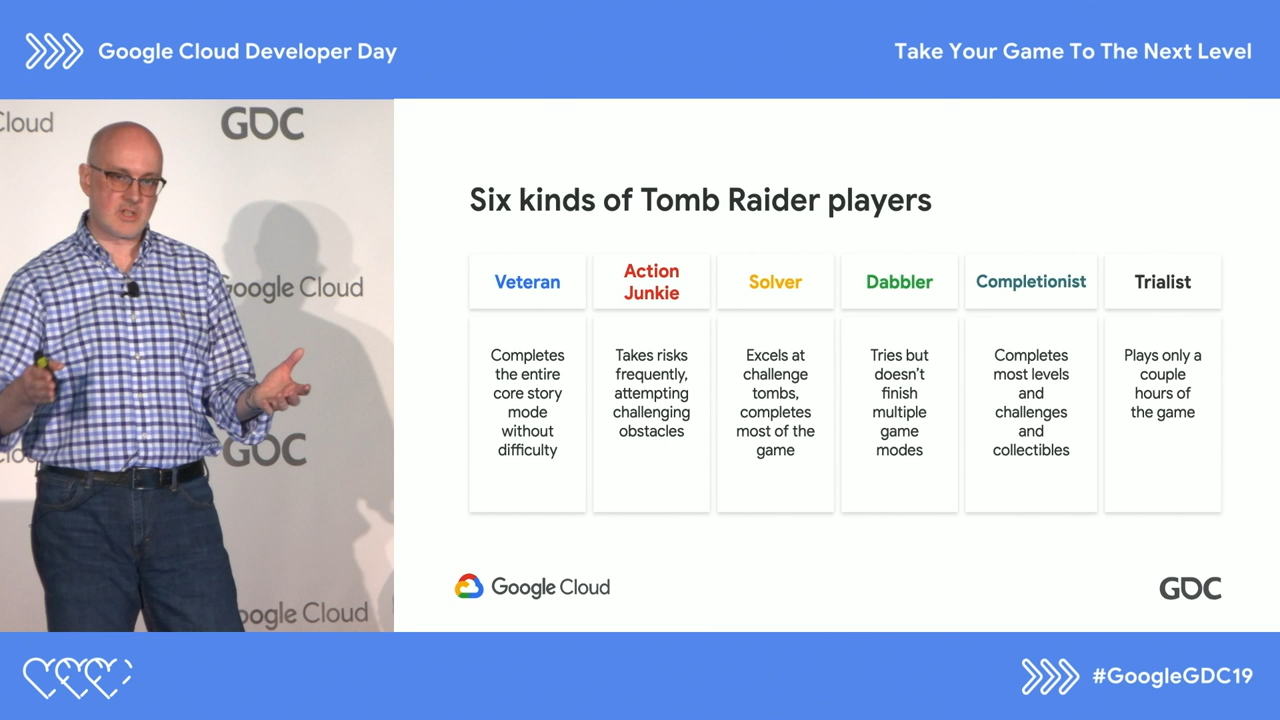 Google Cloud Developer Day
Take Your Game To The Next Level
Cloud
GDC
Google Cloud
GDC
Google Cloud
Six kinds of Tomb Raider players
Veteran
Completes
the entire
core story
mode
without
difficulty
Action
Junkie
Takes risks
frequently,
attempting
challenging
obstacles
Solver
Excels at
challenge
tombs,
completes
most of the
game
Dabbler
Tries but
doesn't
finish
multiple
game
modes
Completionist
Completes
most levels
and
challenges
and
collectibles
Trialist
Plays only a
couple
hours of
the game
Google Cloud
GDC
#GoogleGDC19